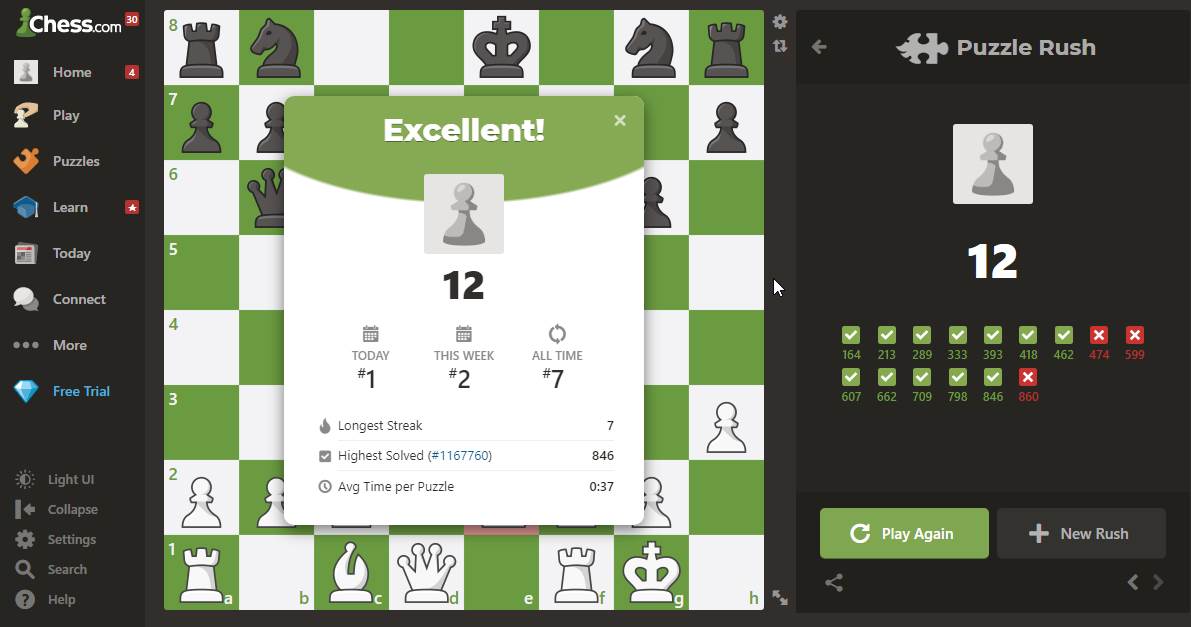 Chess.com
30
Home
4
Play
Puzzles
Learn
Today
Connect
More
Free Trial
Light UI
Collapse
Settings
Search
Help
8
7
6
5
4
3
2
1
a
b
c
d
e
f
g
h
Excellent!
12
TODAY
#1
THIS WEEK
#2
ALL TIME
#7
Longest Streak 7
Highest Solved (#1167760) 846
Avg Time per Puzzle 0:37
Puzzle Rush
12
164 213 289 333 393 418 462 474 599
607 662 709 798 846 860
Play Again
New Rush